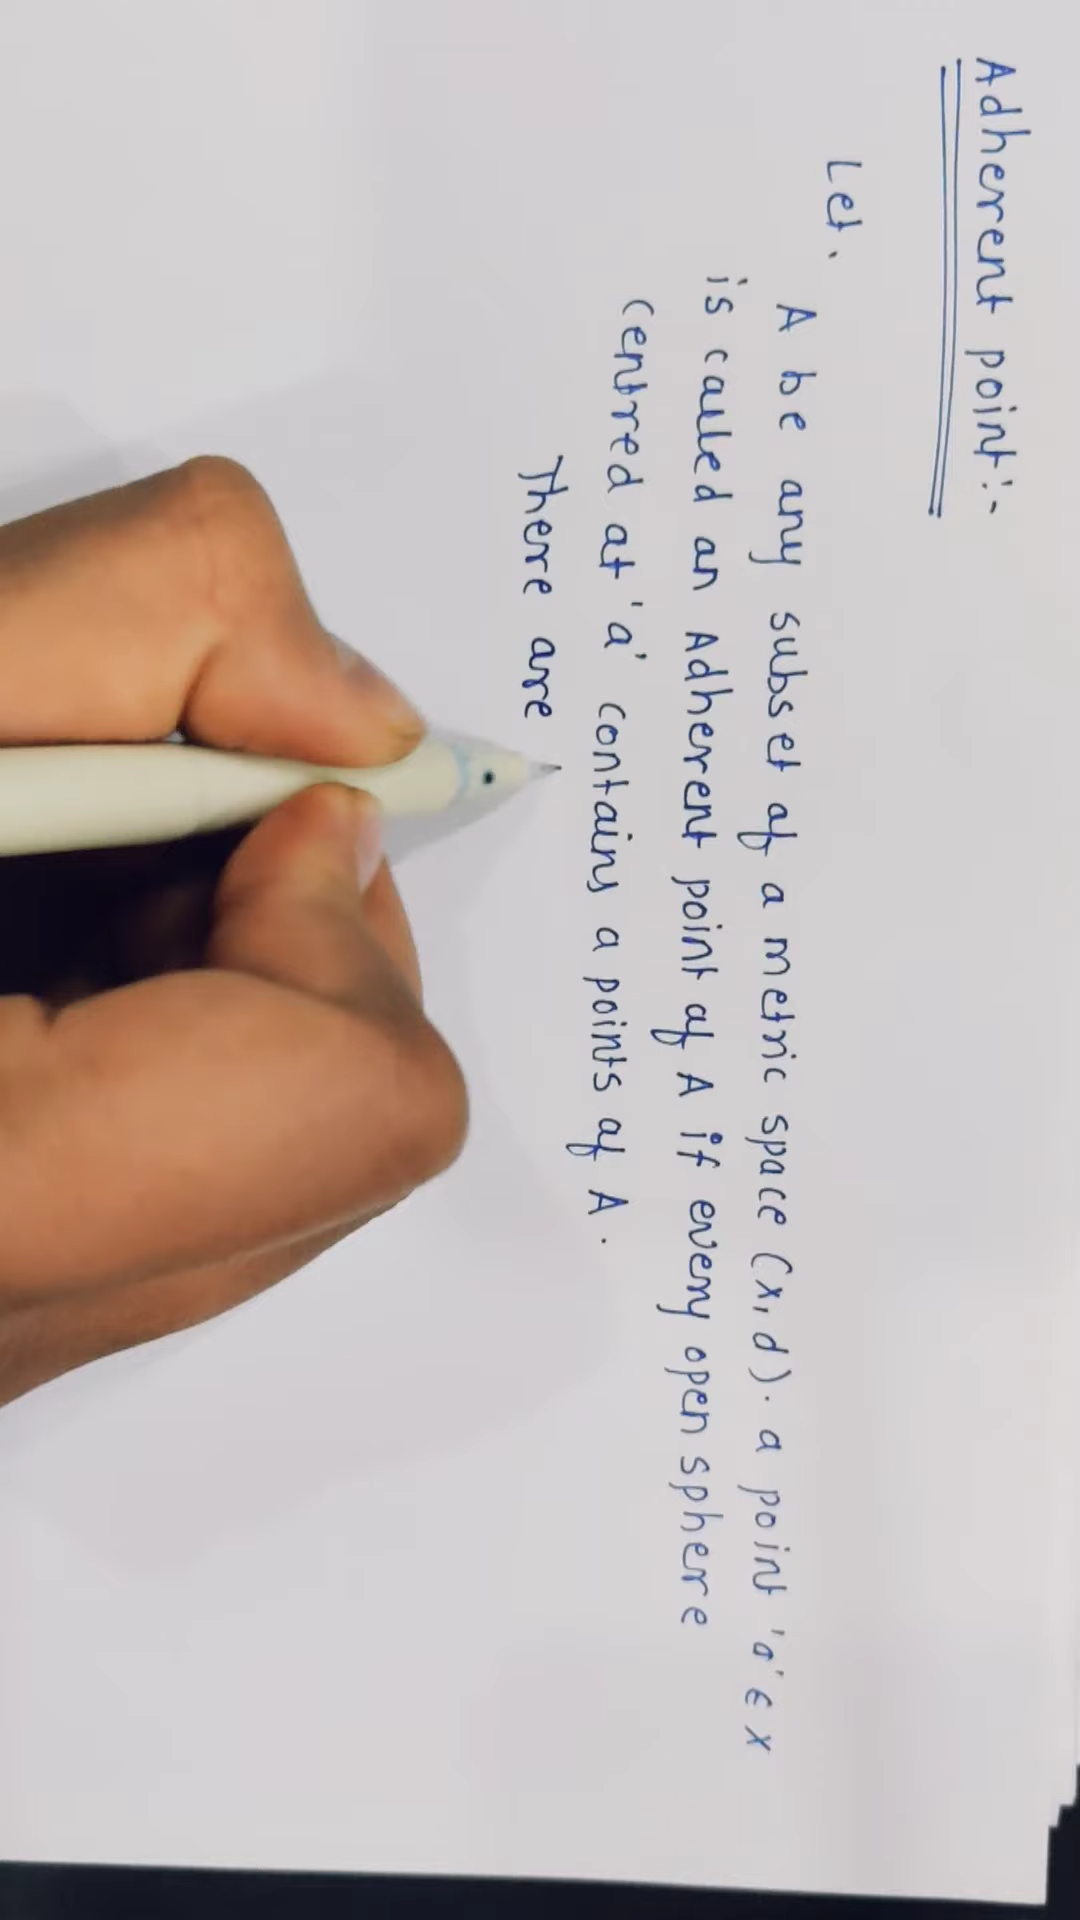 Adherent point:-
Let,
A be any subset of a metric space (x, d). a point 'a' ∈ x
is called an Adherent point of A if every open sphere
centred at 'a' contains a points of A.
There are